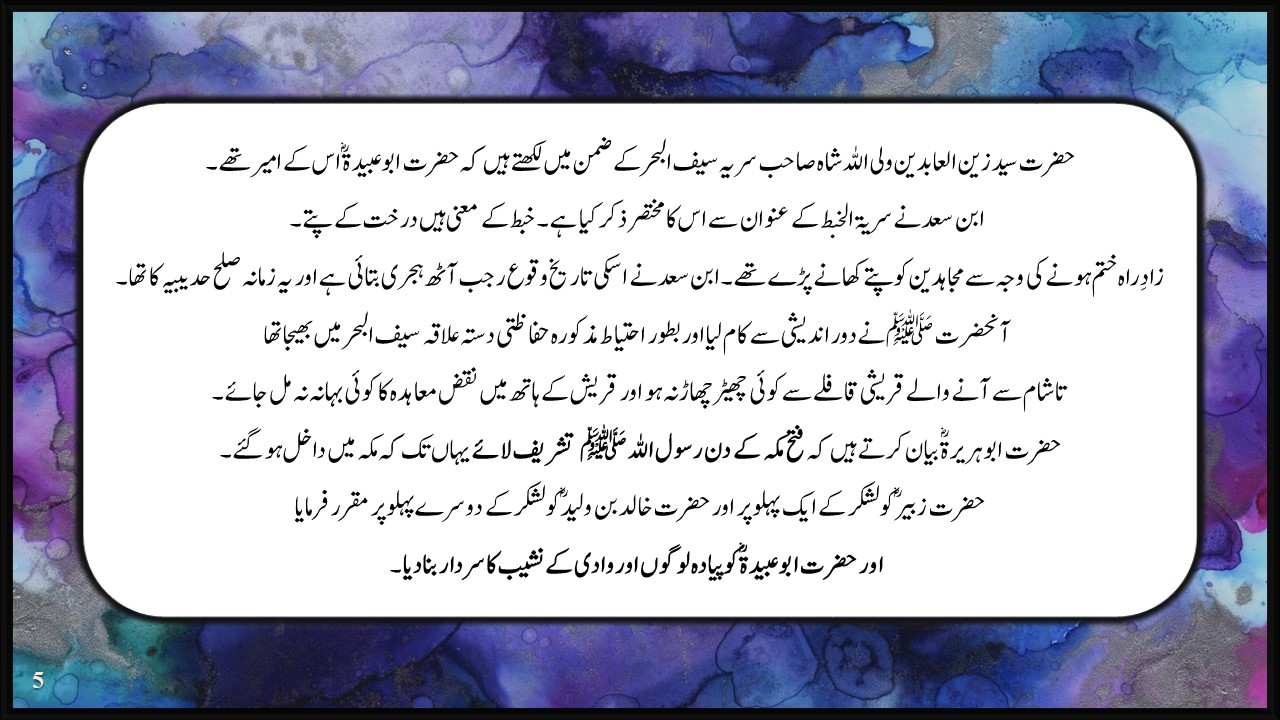 حضرت سید زین العابدین ولی اللہ شاہ صاحب سریہ سیف البحر کے ضمن میں لکھتے ہیں کہ حضرت ابوعبیدۃؓ اس کے امیر تھے۔
ابن سعد نے سریۃ الخبط کے عنوان سے اس کا مختصر ذکر کیا ہے۔ خبط کے معنی ہیں درخت کے پتے۔
زادِ راہ ختم ہونے کی وجہ سے مجاہدین کو پتے کھانے پڑے تھے۔ ابن سعد نے اسکی تاریخ وقوع رجب آٹھ ہجری بتائی ہے اور یہ زمانہ صلح حدیبیہ کا تھا۔
آنحضرت ﷺ نے دور اندیشی سے کام لیا اور بطور احتیاط مذکورہ حفاظتی دستہ علاقہ سیف البحر میں بھیجا تھا
تا شام سے آنے والے قریشی قافلے سے کوئی چھیڑ چھاڑ نہ ہو اور قریش کے ہاتھ میں نقض معاہدہ کا کوئی بہانہ نہ مل جائے۔
حضرت ابوہریرۃؓ بیان کرتے ہیں کہ فتح مکہ کے دن رسول اللہ ﷺ تشریف لائے یہاں تک کہ مکہ میں داخل ہو گئے۔
حضرت زبیرؓ کو لشکر کے ایک پہلو پر اور حضرت خالد بن ولیدؓ کو لشکر کے دوسرے پہلو پر مقرر فرمایا
اور حضرت ابوعبیدۃؓ کو پیادہ لوگوں اور وادی کے نشیب کا سردار بنا دیا۔
5